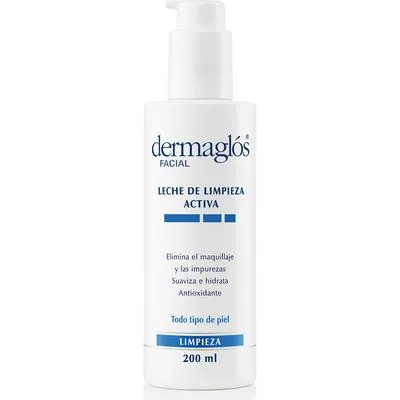 dermaglós®
FACIAL
LECHE DE LIMPIEZA
ACTIVA
Elimina el maquillaje
y las impurezas
Suaviza e hidrata
Antioxidante
Todo tipo de piel
LIMPIEZA
200 ml